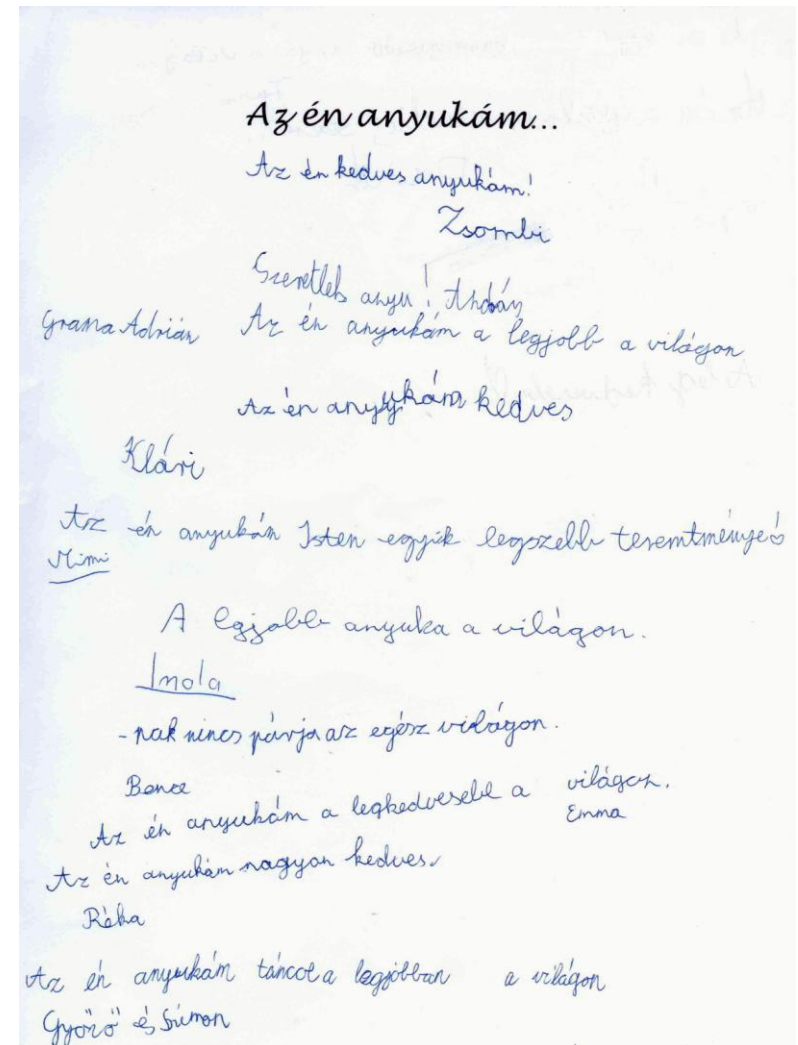 Az én anyukám...
Az én kedves anyukám!
Zsombi
Szeretlek anyu! András
Grama Adrián Az én anyukám a legjobb a világon
Az én anyukám kedves
Klári
Az én anyukám Isten egyik legszebb teremtménye
Mimi
A legjobb anyuka a világon.
Imola
-nak nincs párja az egész világon.
Bence
Az én anyukám a legkedvesebb a világon.
Emma
Az én anyukám nagyon kedves.
Réka
Az én anyukám táncol a legjobban a világon
Győző és Simon